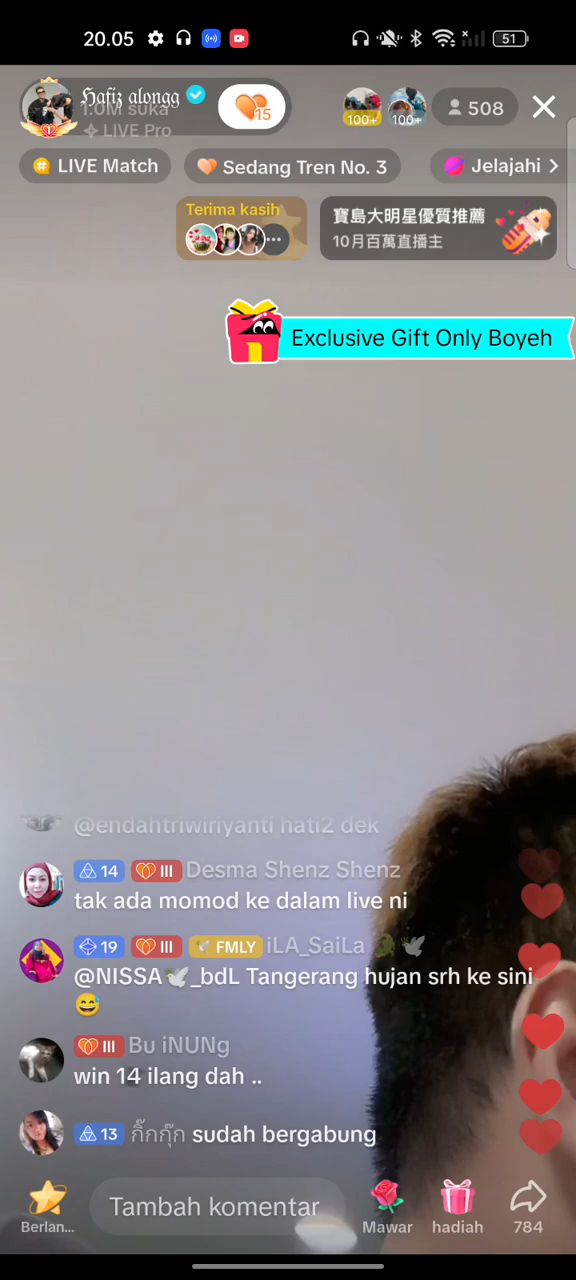 20.05
51
Hafiz alongg
1.0M suka
LIVE Pro
15
100+
100+
508
LIVE Match
Sedang Tren No. 3
Jelajahi >
Terima kasih
寶島大明星優質推薦
10月百萬直播主
Exclusive Gift Only Boyeh
@endahtriwiriyanti hati2 dek
14 III Desma Shenz Shenz
tak ada momod ke dalam live ni
19 III FMLY iLA_SaiLa
@NISSA🕊️_bdL Tangerang hujan srh ke sini
😅
III Bu iNUNg
win 14 ilang dah ..
13 กิ๊กกุ๊ก sudah bergabung
Berlan...
Tambah komentar
Mawar
hadiah
784